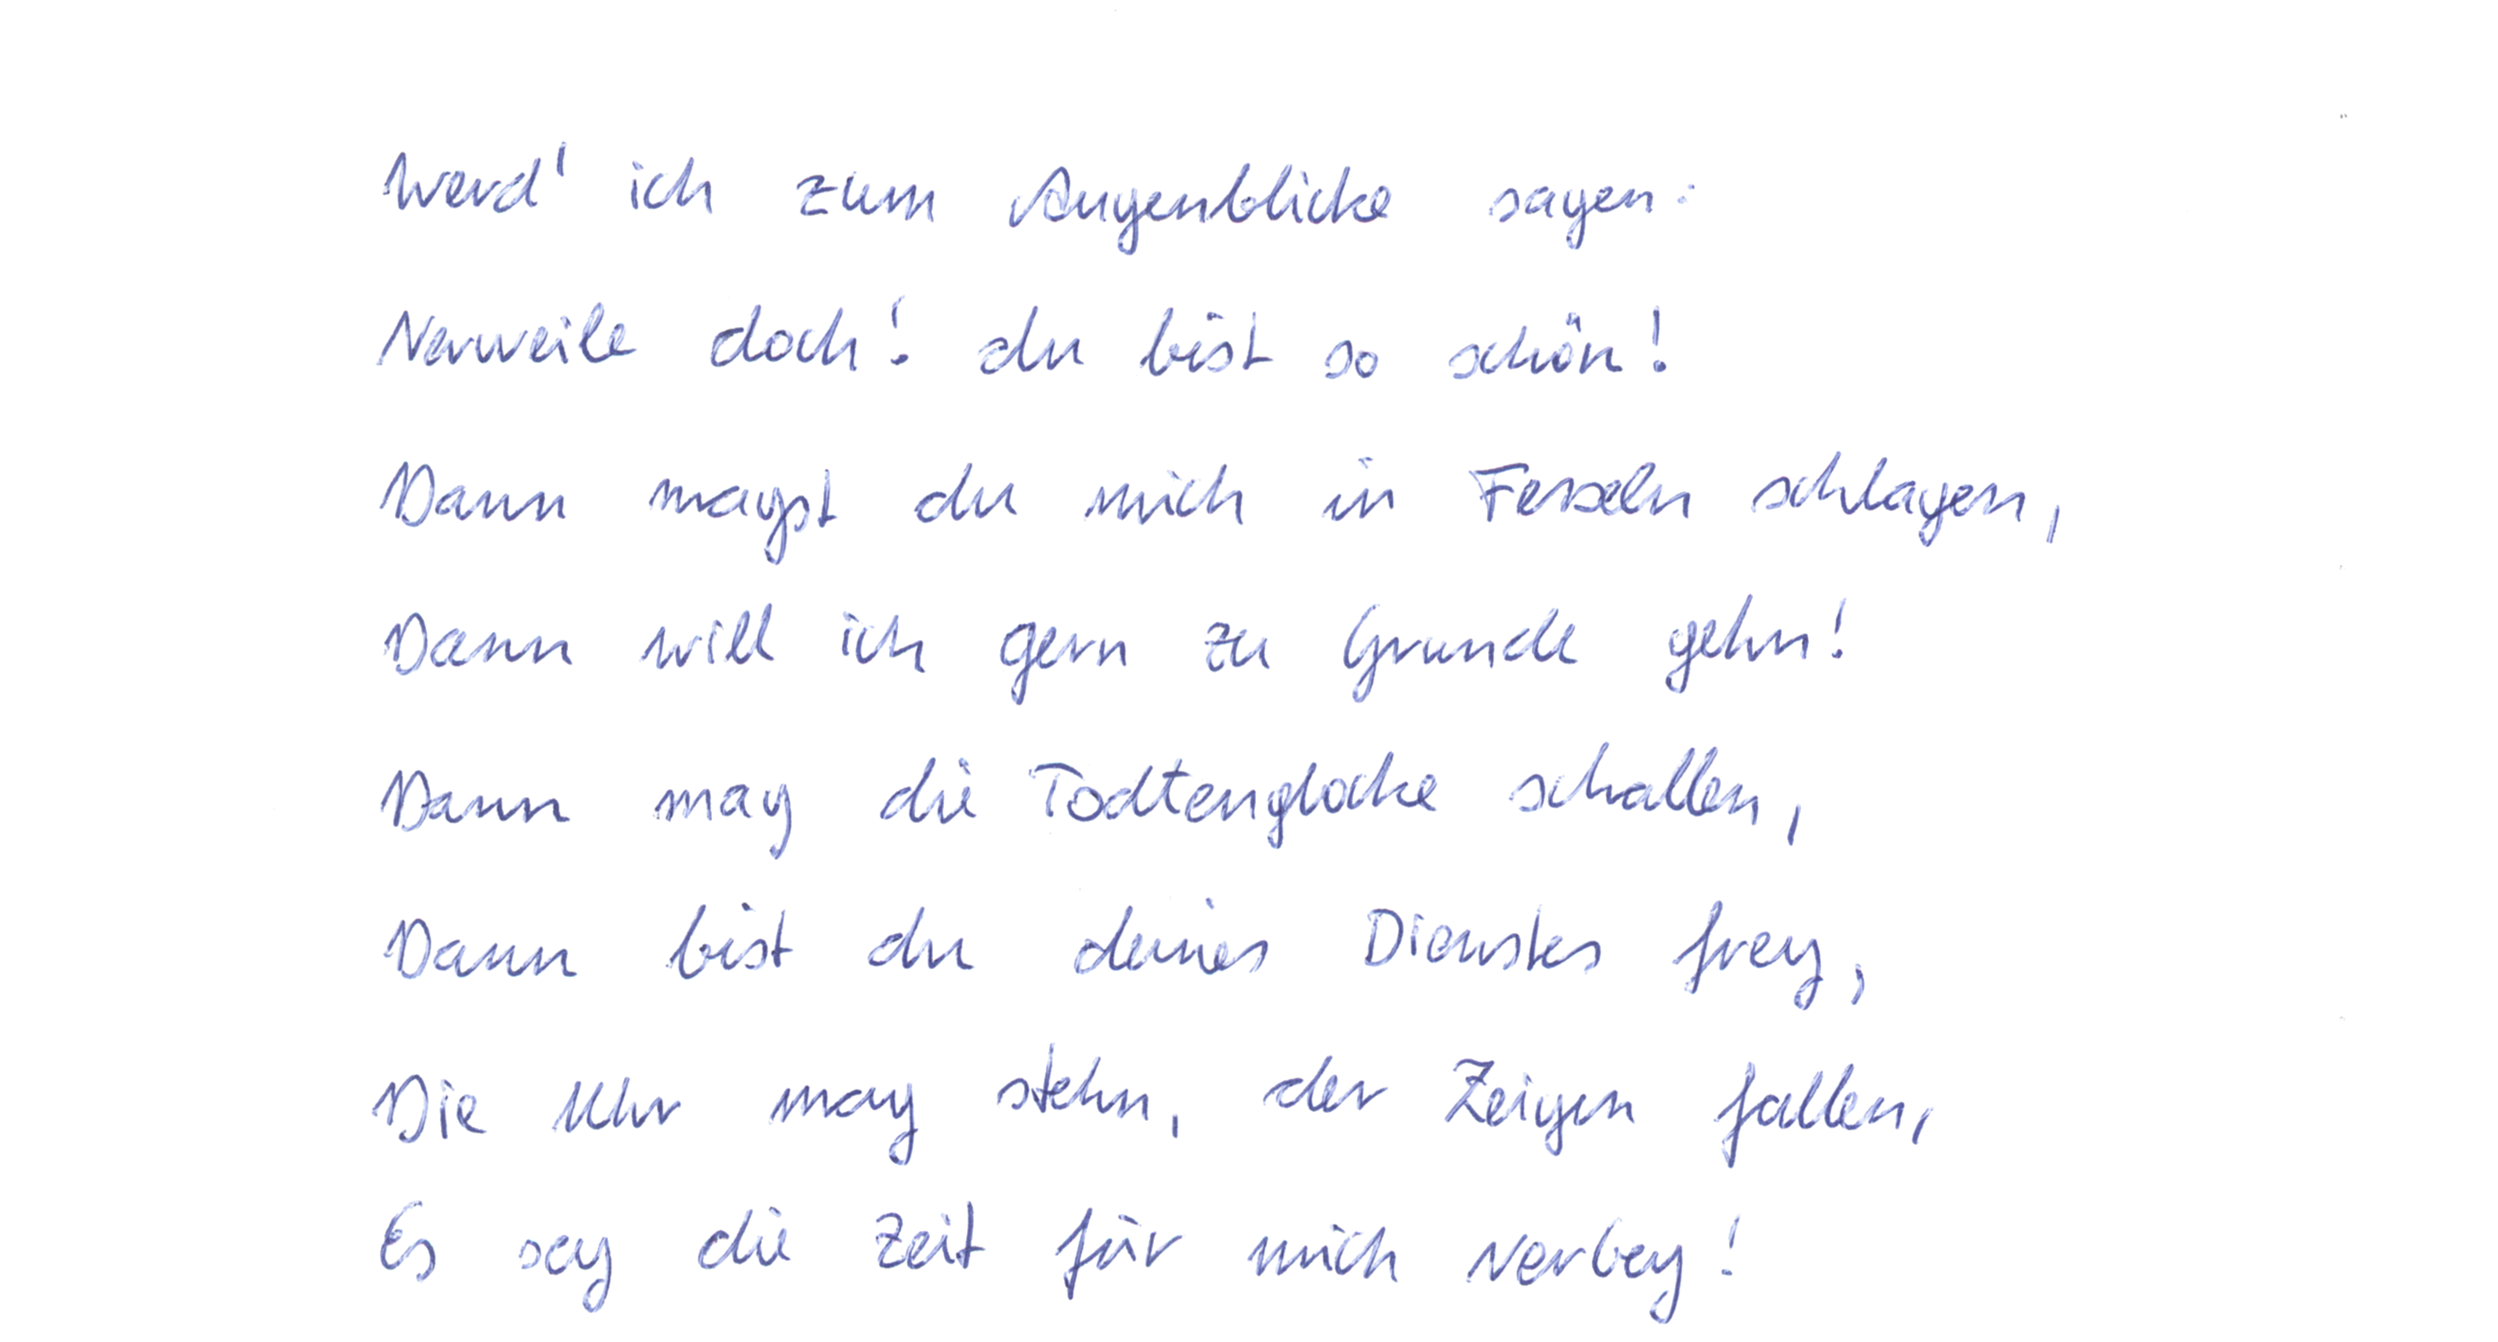 Werd' ich zum Augenblicke sagen:
Verweile doch! du bist so schön!
Dann magst du mich in Fesseln schlagen,
Dann will ich gern zu Grunde gehn!
Dann mag die Todtenglocke schallen,
Dann bist du deines Dienstes frey,
Die Uhr mag stehn, der Zeiger fallen,
Es sey die Zeit für mich vorbey!